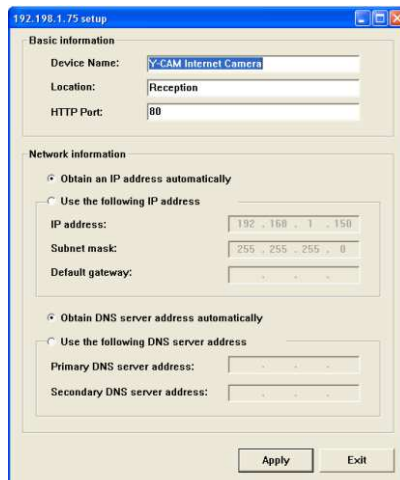 192.198.1.75 setup
Basic information
Device Name: Y-CAM Internet Camera
Location: Reception
HTTP Port: 80
Network information
Obtain an IP address automatically
Use the following IP address
IP address: 192 . 168 . 1 . 150
Subnet mask: 255 . 255 . 255 . 0
Default gateway: . . .
Obtain DNS server address automatically
Use the following DNS server address
Primary DNS server address: . . .
Secondary DNS server address: . . .
Apply Exit